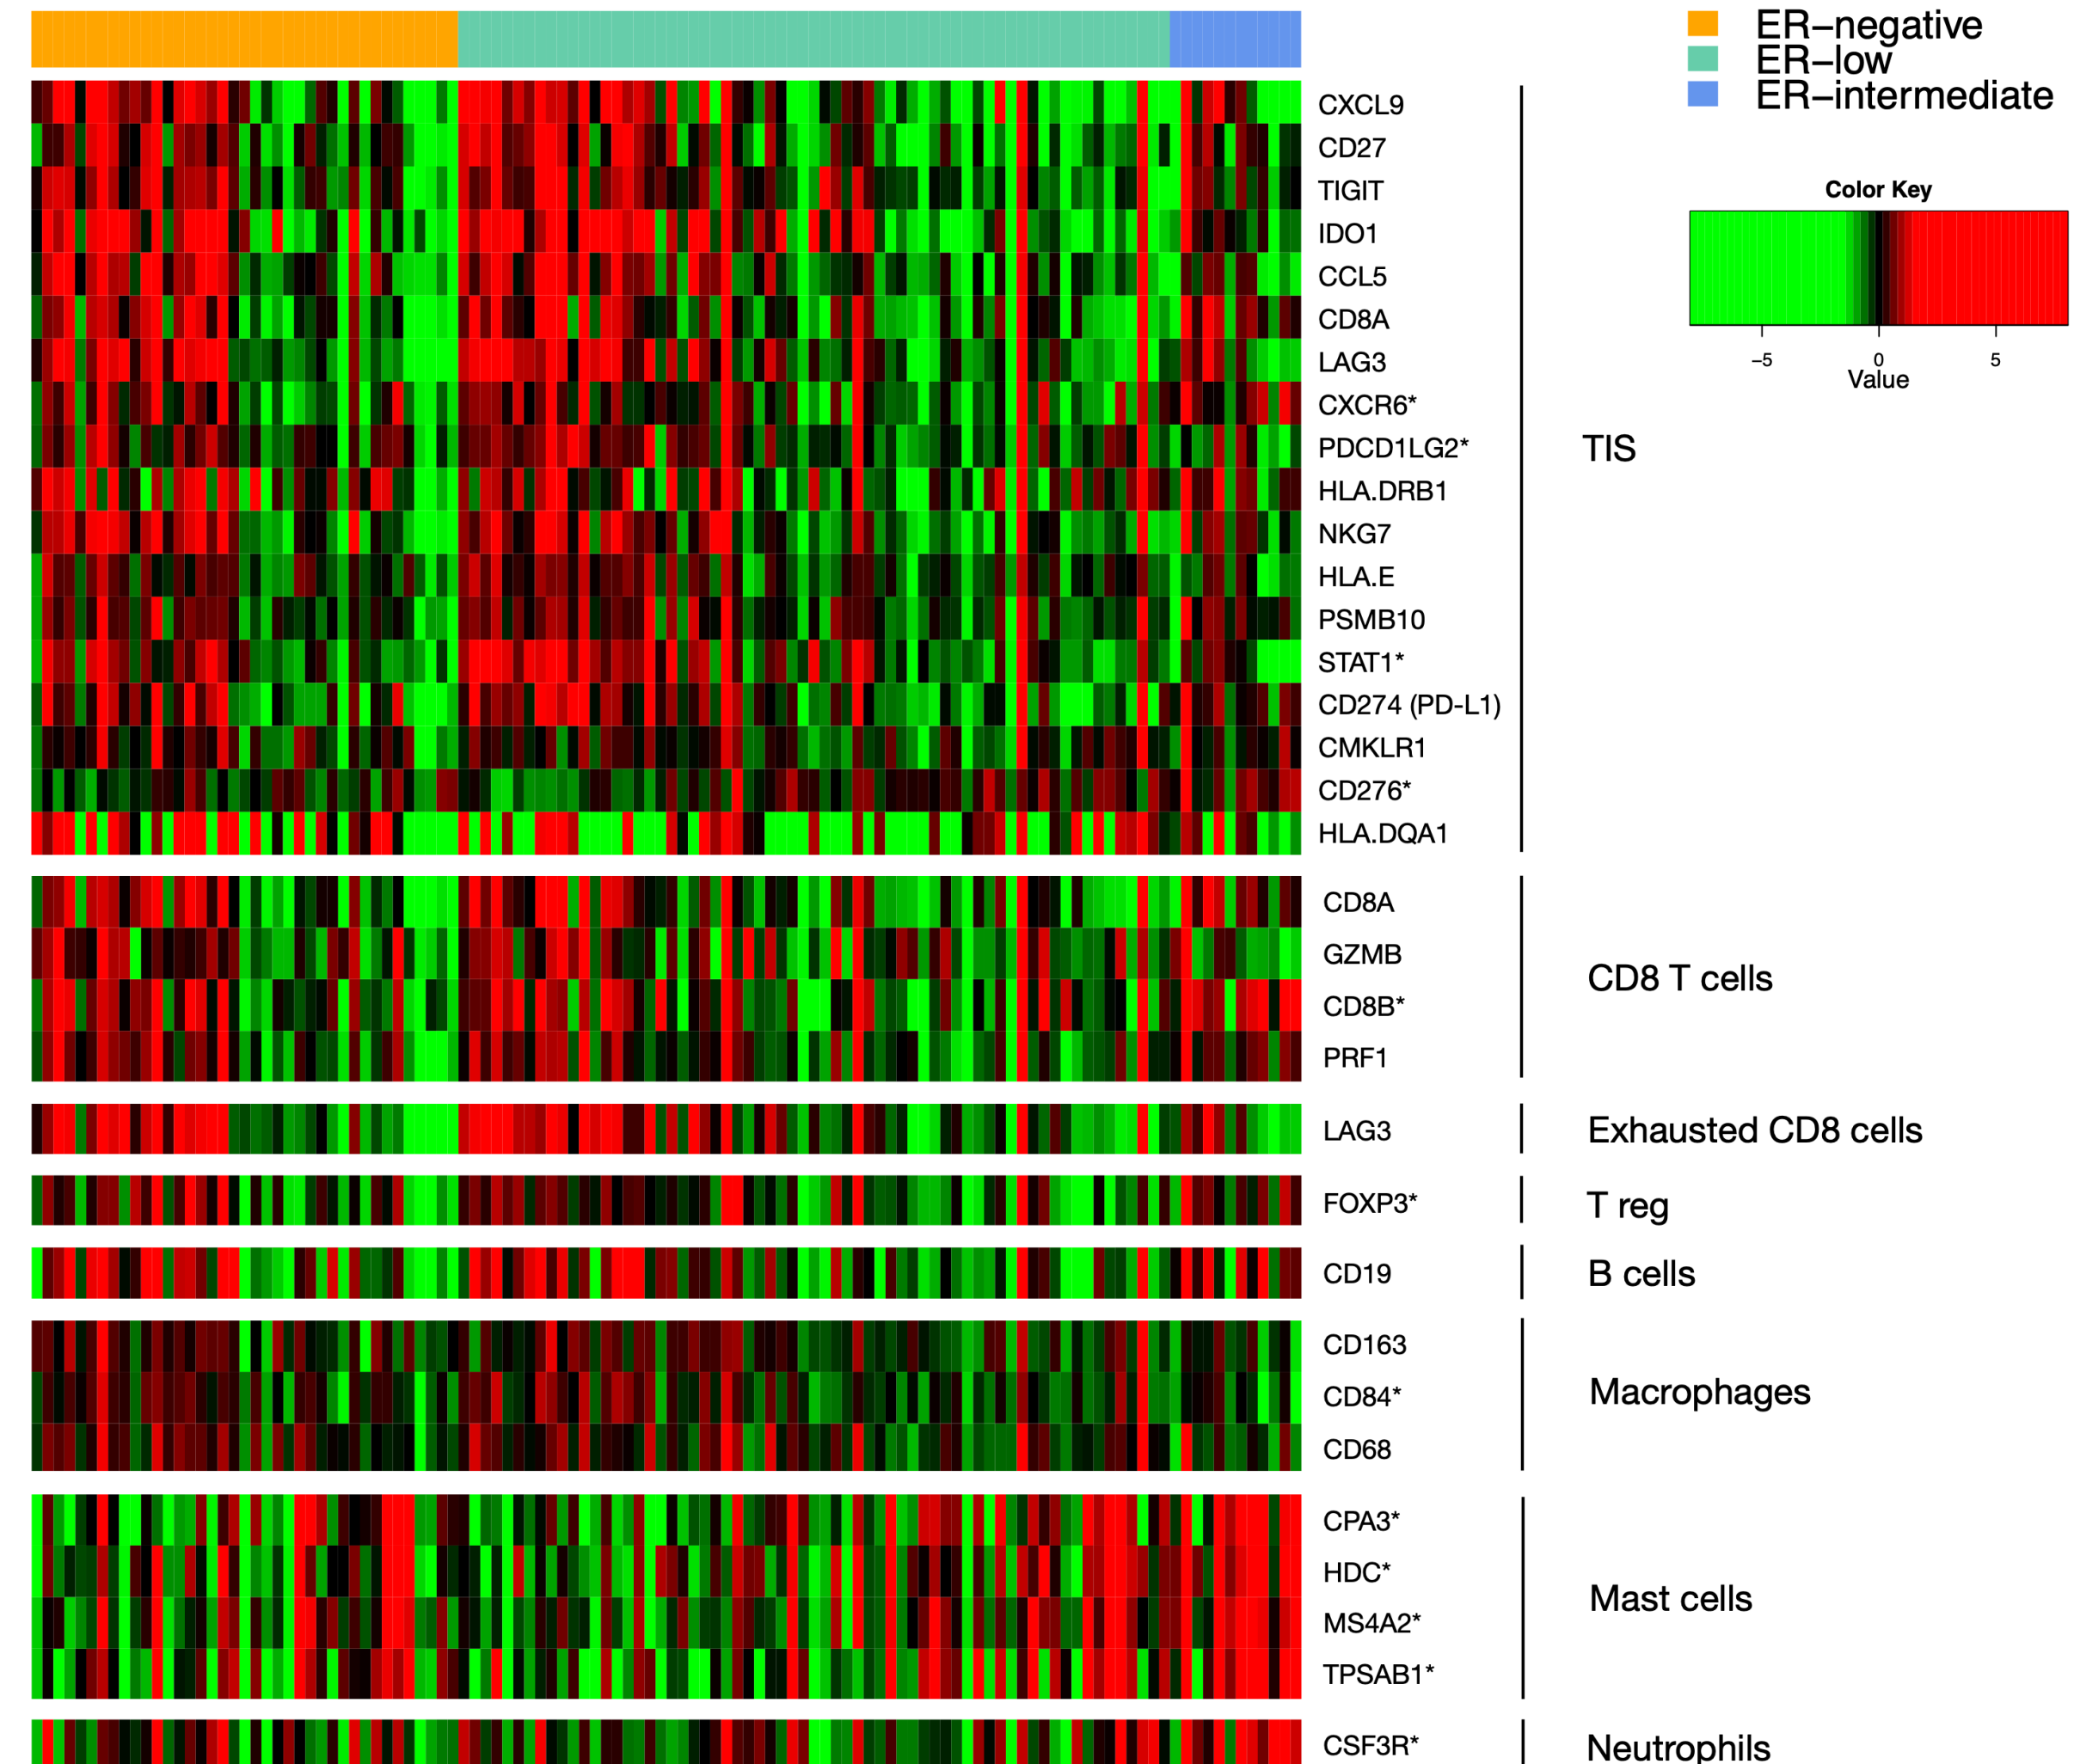 ER−negative
ER−low
ER−intermediate
Color Key
−5
0
5
Value
CXCL9
CD27
TIGIT
IDO1
CCL5
CD8A
LAG3
CXCR6*
PDCD1LG2*
HLA.DRB1
NKG7
HLA.E
PSMB10
STAT1*
CD274 (PD-L1)
CMKLR1
CD276*
HLA.DQA1
TIS
CD8A
GZMB
CD8B*
PRF1
CD8 T cells
LAG3
Exhausted CD8 cells
FOXP3*
T reg
CD19
B cells
CD163
CD84*
CD68
Macrophages
CPA3*
HDC*
MS4A2*
TPSAB1*
Mast cells
CSF3R*
Neutrophils